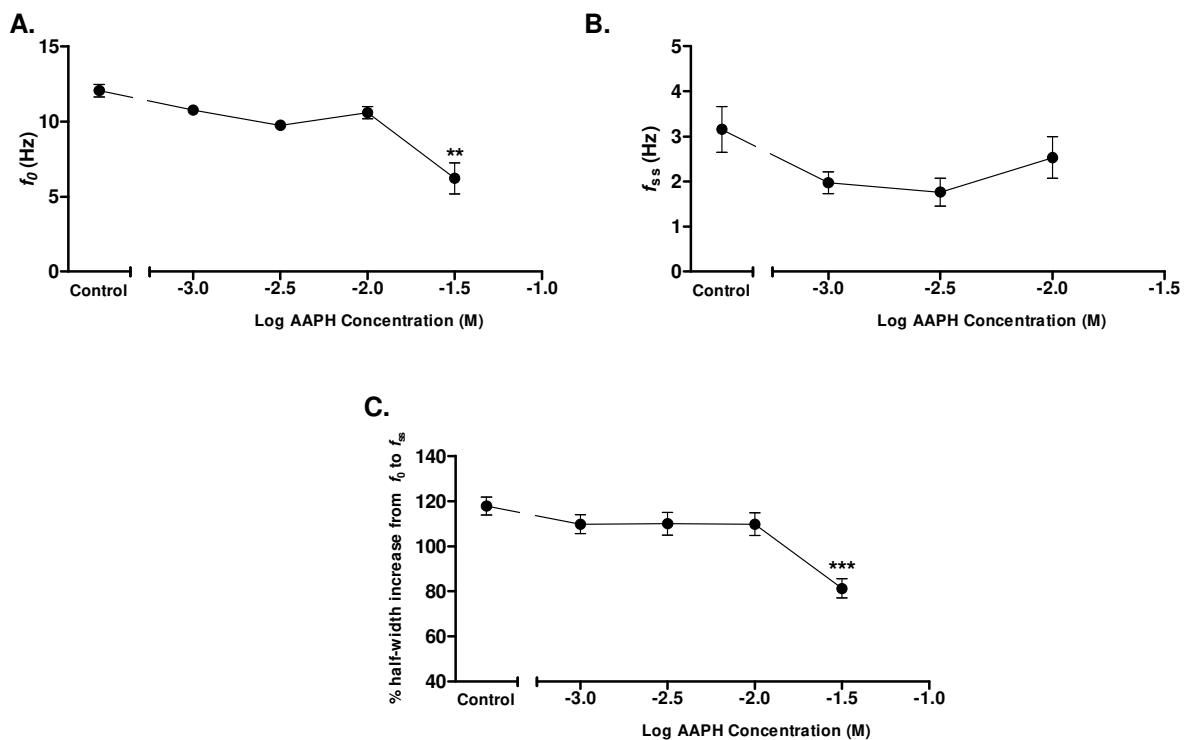 A.
15
10
5
0
f₀ (Hz)
**
Control
-3.0 -2.5 -2.0 -1.5 -1.0
Log AAPH Concentration (M)
B.
5
4
3
2
1
0
fss (Hz)
Control
-3.0 -2.5 -2.0 -1.5
Log AAPH Concentration (M)
C.
140
120
100
80
60
40
% half-width increase from f₀ to fss
***
Control
-3.0 -2.5 -2.0 -1.5 -1.0
Log AAPH Concentration (M)